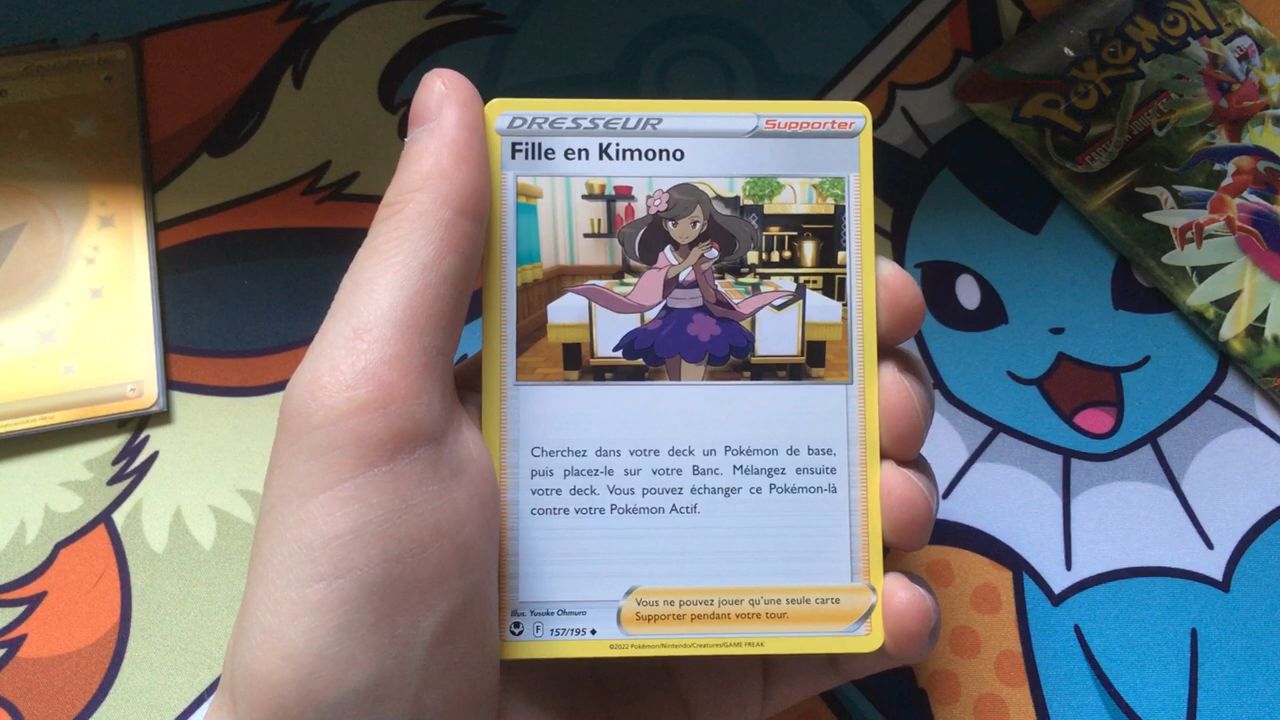 DRESSEUR
Supporter
Fille en Kimono
Cherchez dans votre deck un Pokémon de base,
puis placez-le sur votre Banc. Mélangez ensuite
votre deck. Vous pouvez échanger ce Pokémon-là
contre votre Pokémon Actif.
Vous ne pouvez jouer qu'une seule carte
Supporter pendant votre tour.
Illus. Yusuke Ohmura
F 157/195
©2022 Pokémon/Nintendo/Creatures/GAME FREAK
POKÉMON